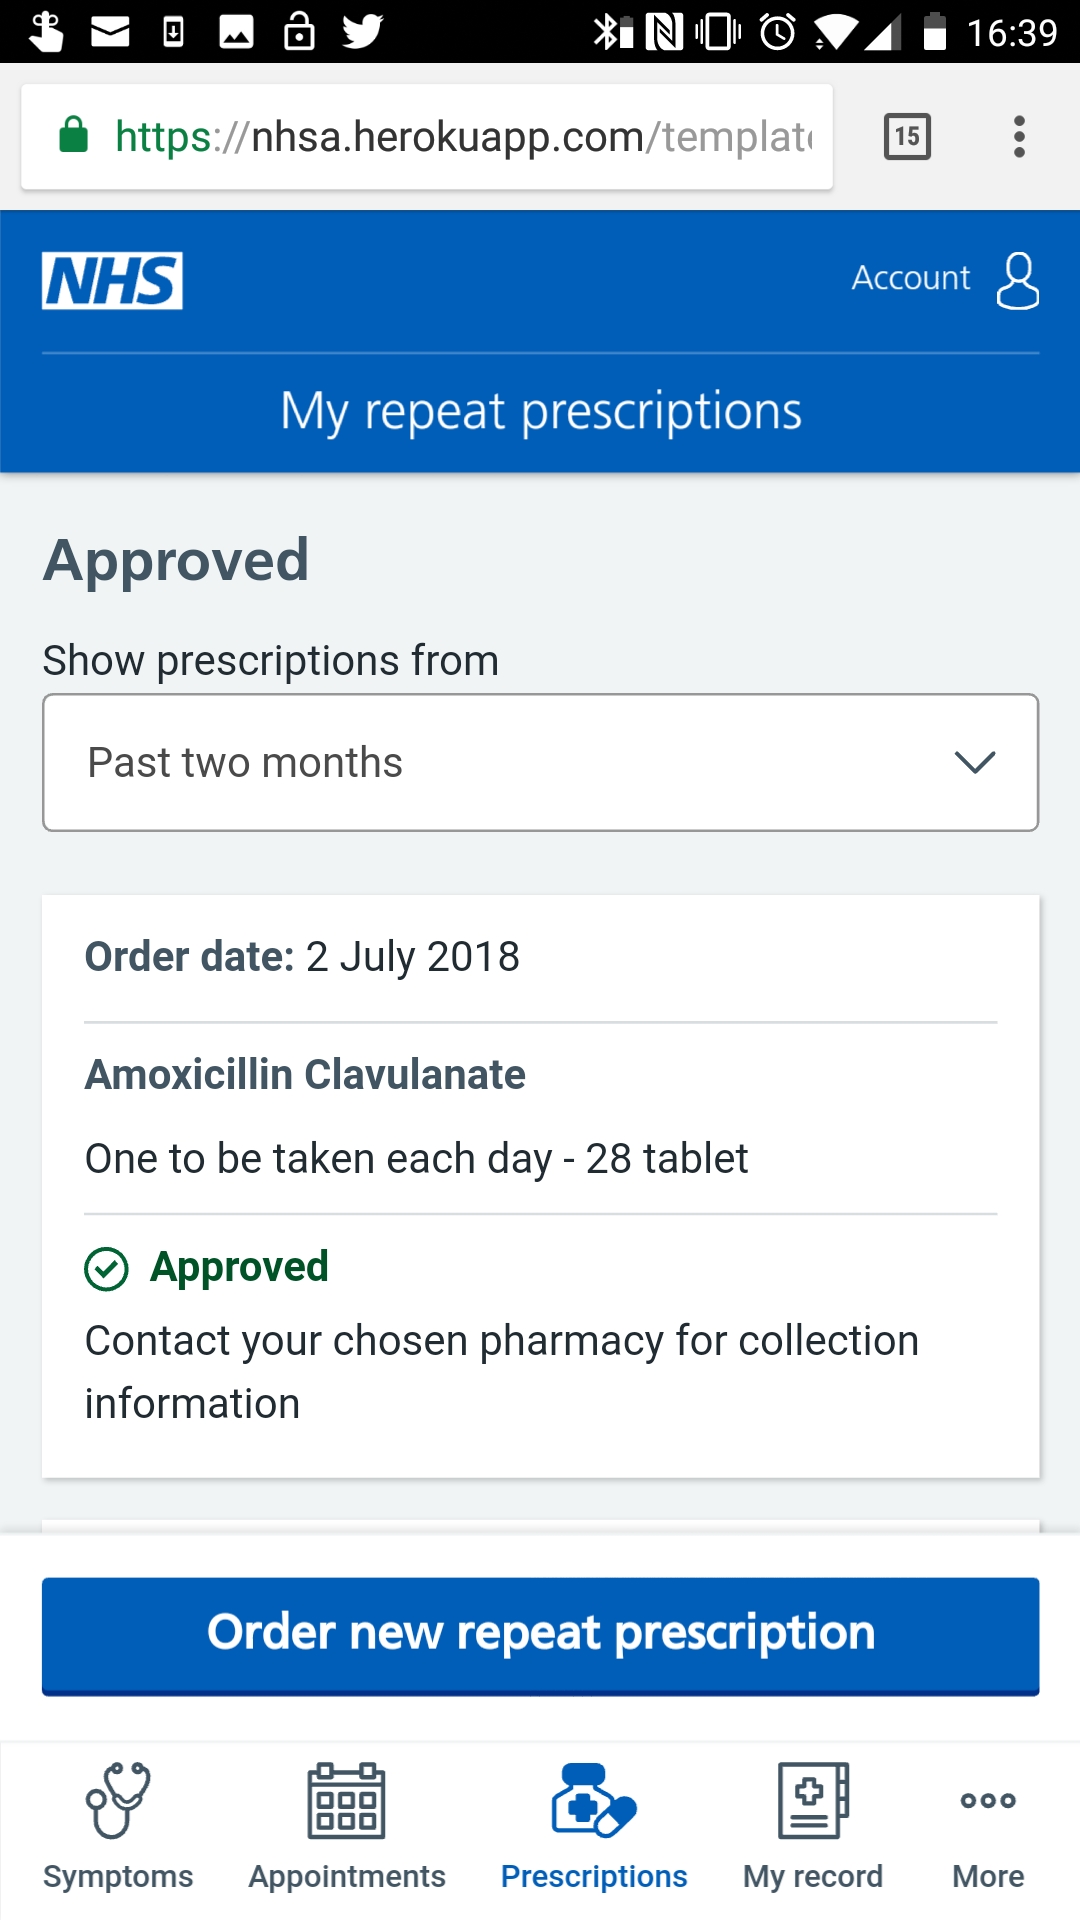 16:39
https://nhsa.herokuapp.com/templat
15
NHS
Account
My repeat prescriptions
Approved
Show prescriptions from
Past two months
Order date: 2 July 2018
Amoxicillin Clavulanate
One to be taken each day - 28 tablet
Approved
Contact your chosen pharmacy for collection
information
Order new repeat prescription
Symptoms
Appointments
Prescriptions
My record
More